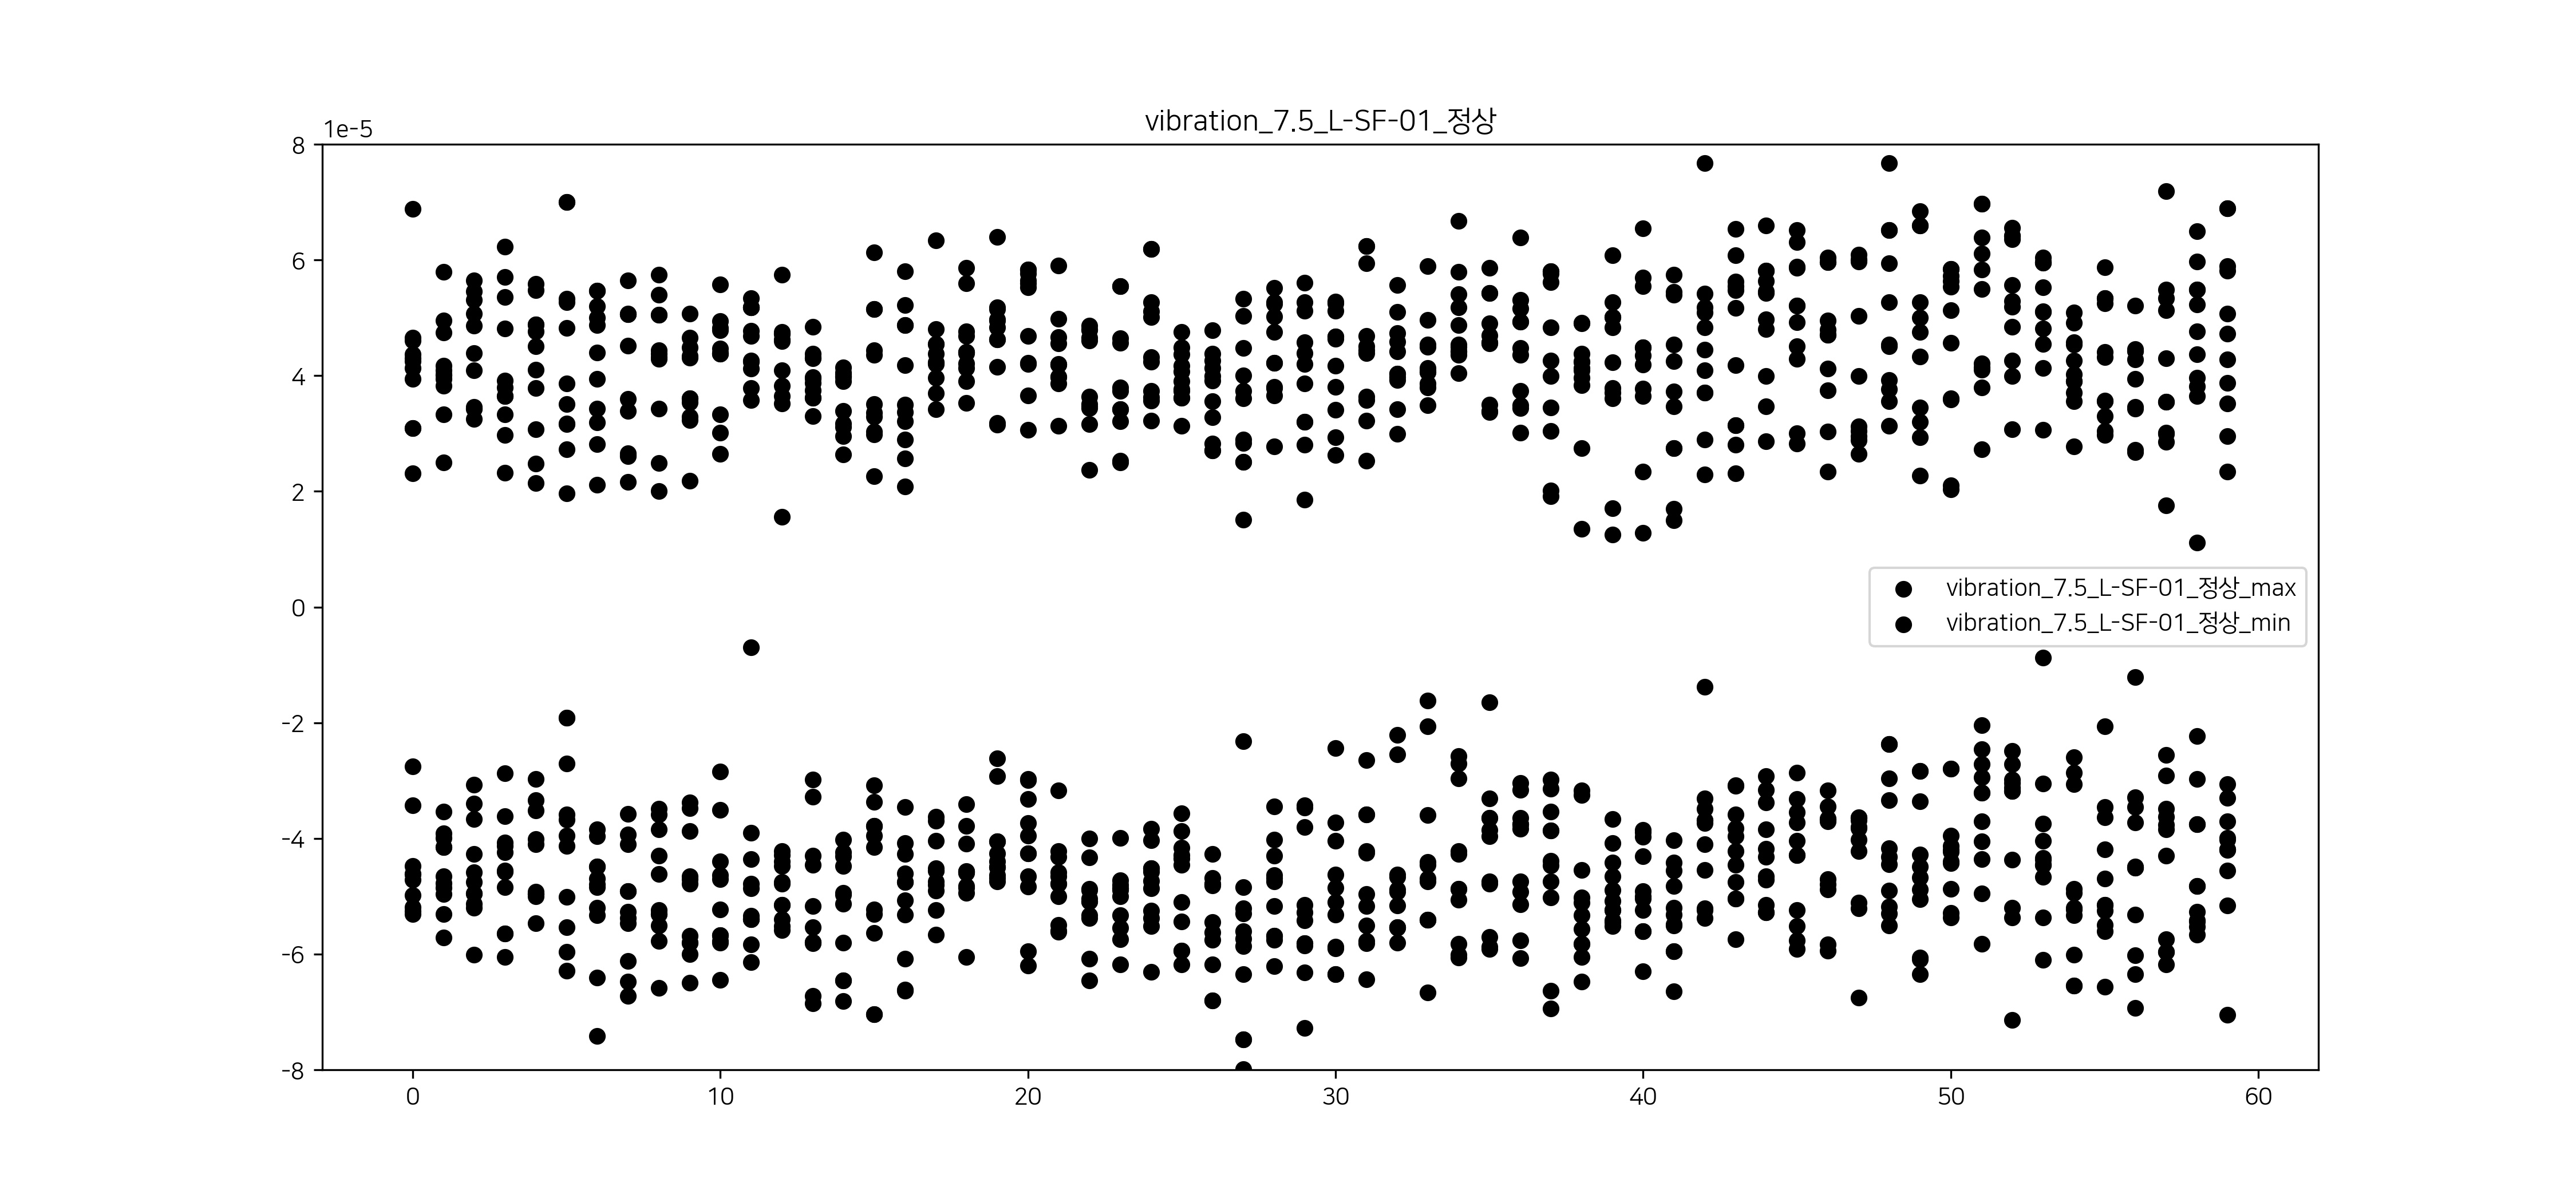 vibration_7.5_L-SF-01_정상
1e-5
8
6
4
2
0
-2
-4
-6
-8
vibration_7.5_L-SF-01_정상_max
vibration_7.5_L-SF-01_정상_min
0 10 20 30 40 50 60